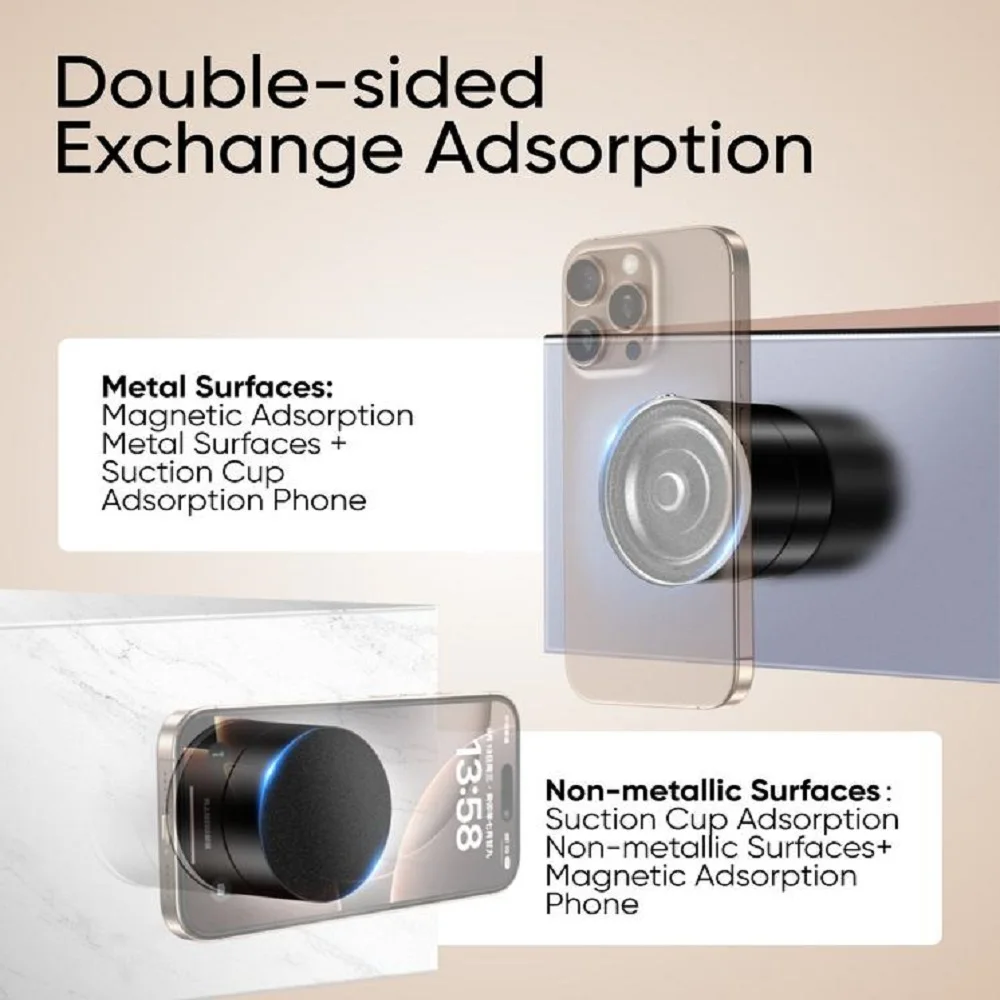 Double-sided
Exchange Adsorption
Metal Surfaces:
Magnetic Adsorption
Metal Surfaces +
Suction Cup
Adsorption Phone
13:58
Non-metallic Surfaces:
Suction Cup Adsorption
Non-metallic Surfaces+
Magnetic Adsorption
Phone